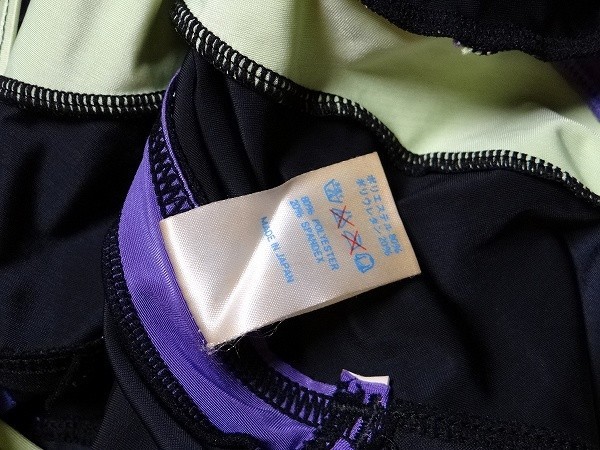 ポリエステル 80%
ポリウレタン 20%
80% POLYESTER
20% SPANDEX
MADE IN JAPAN